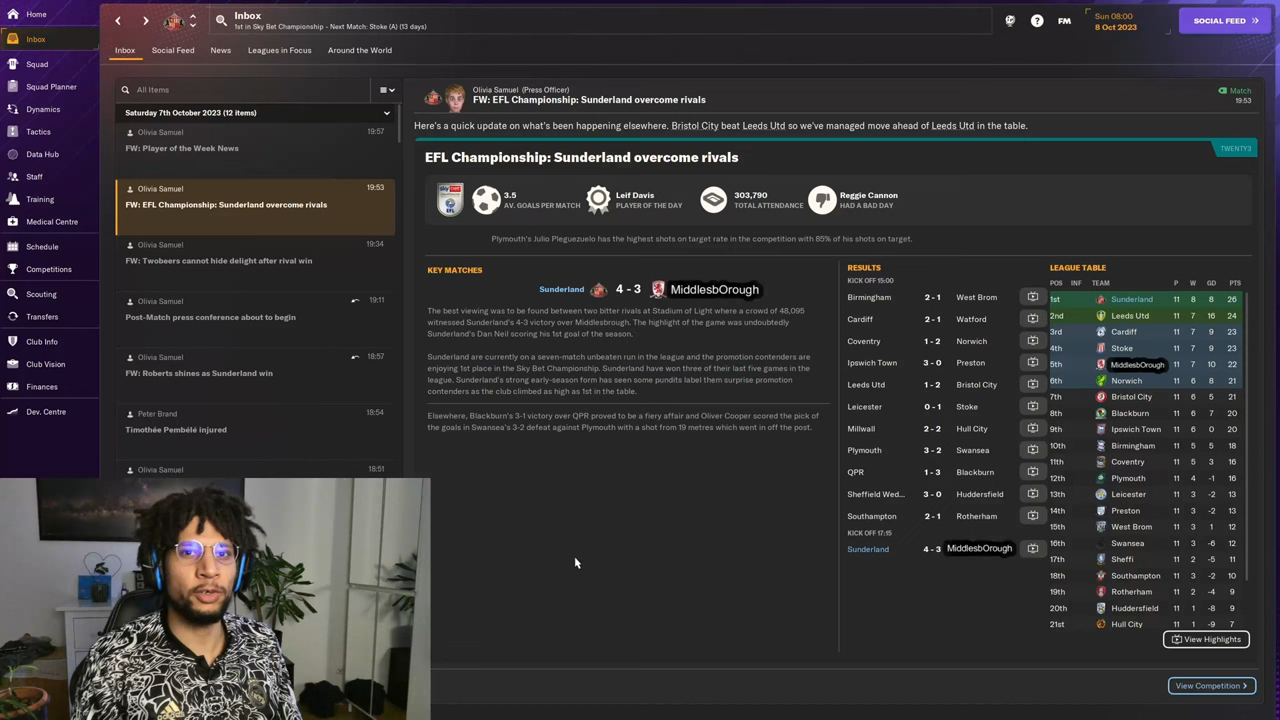 Home
Inbox
Squad
Squad Planner
Dynamics
Tactics
Data Hub
Staff
Training
Medical Centre
Schedule
Competitions
Scouting
Transfers
Club Info
Club Vision
Finances
Dev. Centre
Inbox
1st in Sky Bet Championship - Next Match: Stoke (A) (13 days)
FM
Sun 08:00
8 Oct 2023
SOCIAL FEED
Inbox Social Feed News Leagues in Focus Around the World
All Items
Saturday 7th October 2023 (12 items)
Olivia Samuel 19:57
FW: Player of the Week News
Olivia Samuel 19:53
FW: EFL Championship: Sunderland overcome rivals
Olivia Samuel 19:34
FW: Twobeers cannot hide delight after rival win
Olivia Samuel 19:11
Post-Match press conference about to begin
Olivia Samuel 18:57
FW: Roberts shines as Sunderland win
Peter Brand 18:54
Timothée Pembélé injured
Olivia Samuel 18:51
Olivia Samuel (Press Officer)
FW: EFL Championship: Sunderland overcome rivals
Match
19:53
Here's a quick update on what's been happening elsewhere. Bristol City beat Leeds Utd so we've managed move ahead of Leeds Utd in the table.
EFL Championship: Sunderland overcome rivals
TWENTY3
sky bet
EFL
3.5
AV. GOALS PER MATCH
Leif Davis
PLAYER OF THE DAY
303,790
TOTAL ATTENDANCE
Reggie Cannon
HAD A BAD DAY
Plymouth's Julio Pleguezuelo has the highest shots on target rate in the competition with 85% of his shots on target.
KEY MATCHES
Sunderland 4 - 3 MiddlesbOrough
The best viewing was to be found between two bitter rivals at Stadium of Light where a crowd of 48,095
witnessed Sunderland's 4-3 victory over Middlesbrough. The highlight of the game was undoubtedly
Sunderland's Dan Neil scoring his 1st goal of the season.
Sunderland are currently on a seven-match unbeaten run in the league and the promotion contenders are
enjoying 1st place in the Sky Bet Championship. Sunderland have won three of their last five games in the
league. Sunderland's strong early-season form has seen some pundits label them surprise promotion
contenders as the club climbed as high as 1st in the table.
Elsewhere, Blackburn's 3-1 victory over QPR proved to be a fiery affair and Oliver Cooper scored the pick of
the goals in Swansea's 3-2 defeat against Plymouth with a shot from 19 metres which went in off the post.
RESULTS
KICK OFF 15:00
Birmingham 2 - 1 West Brom
Cardiff 2 - 1 Watford
Coventry 1 - 2 Norwich
Ipswich Town 3 - 0 Preston
Leeds Utd 1 - 2 Bristol City
Leicester 0 - 1 Stoke
Millwall 2 - 2 Hull City
Plymouth 3 - 2 Swansea
QPR 1 - 3 Blackburn
Sheffield Wed... 3 - 0 Huddersfield
Southampton 2 - 1 Rotherham
KICK OFF 17:15
Sunderland 4 - 3 MiddlesbOrough
LEAGUE TABLE
POS INF TEAM P W GD PTS
1st Sunderland 11 8 8 26
2nd Leeds Utd 11 7 16 24
3rd Cardiff 11 7 9 23
4th Stoke 11 7 9 23
5th MiddlesbOrough 11 7 10 22
6th Norwich 11 6 8 21
7th Bristol City 11 6 5 21
8th Blackburn 11 6 7 20
9th Ipswich Town 11 6 0 20
10th Birmingham 11 5 5 18
11th Coventry 11 5 3 16
12th Plymouth 11 4 -1 16
13th Leicester 11 3 -2 13
14th Preston 11 3 -2 13
15th West Brom 11 3 1 12
16th Swansea 11 3 -6 12
17th Sheffi 11 2 -5 11
18th Southampton 11 3 -2 10
19th Rotherham 11 2 -4 9
20th Huddersfield 11 1 -8 9
21st Hull City 11 1 -9 7
View Highlights
View Competition